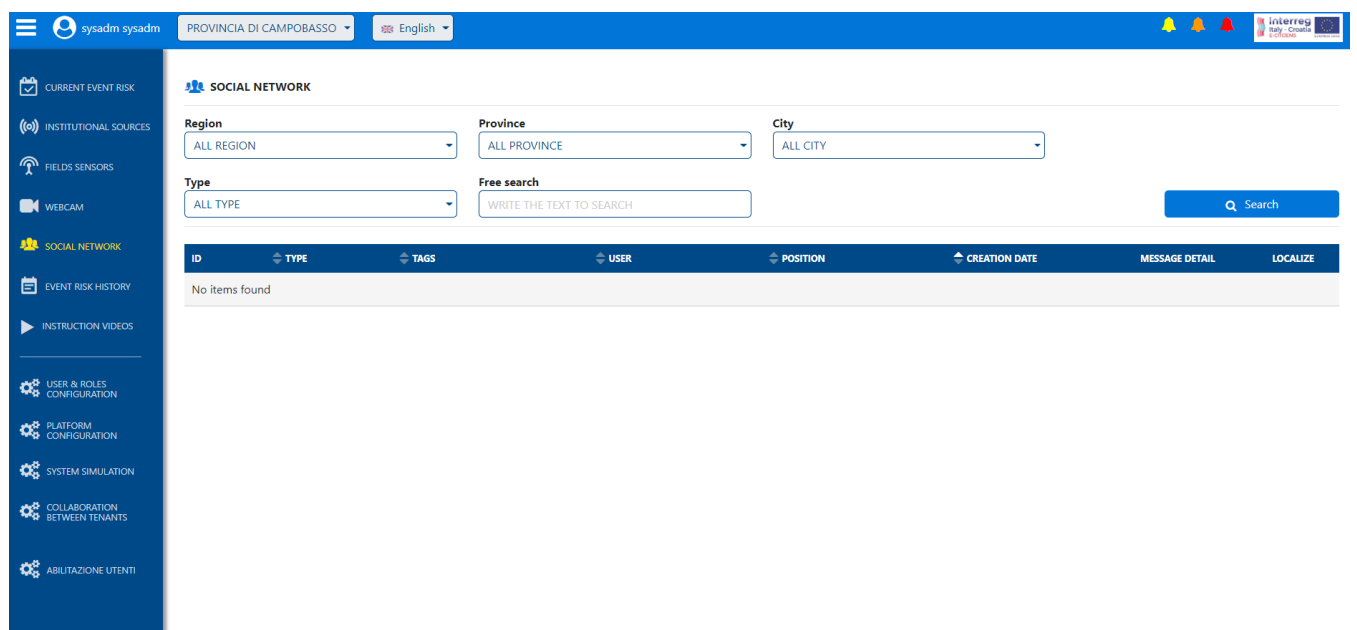 sysadm sysadm
PROVINCIA DI CAMPOBASSO
English
interreg
Italy - Croatia
E-CITIZENS
CURRENT EVENT RISK
INSTITUTIONAL SOURCES
FIELDS SENSORS
WEBCAM
SOCIAL NETWORK
EVENT RISK HISTORY
INSTRUCTION VIDEOS
USER & ROLES
CONFIGURATION
PLATFORM
CONFIGURATION
SYSTEM SIMULATION
COLLABORATION
BETWEEN TENANTS
ABILITAZIONE UTENTI
SOCIAL NETWORK
Region Province City
ALL REGION ALL PROVINCE ALL CITY
Type Free search
ALL TYPE WRITE THE TEXT TO SEARCH Search
ID TYPE TAGS USER POSITION CREATION DATE MESSAGE DETAIL LOCALIZE
No items found